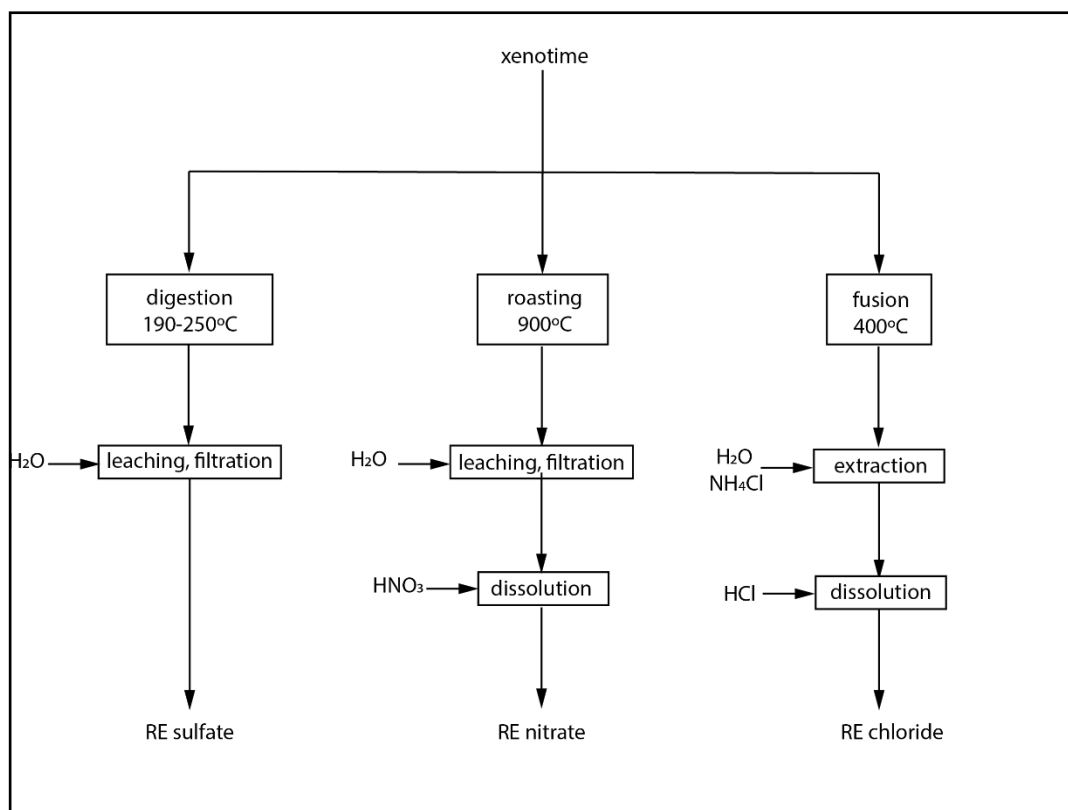 xenotime
digestion
190-250ºC
roasting
900ºC
fusion
400ºC
H₂O
leaching, filtration
H₂O
leaching, filtration
H₂O
NH₄Cl
extraction
HNO₃
dissolution
HCl
dissolution
RE sulfate
RE nitrate
RE chloride